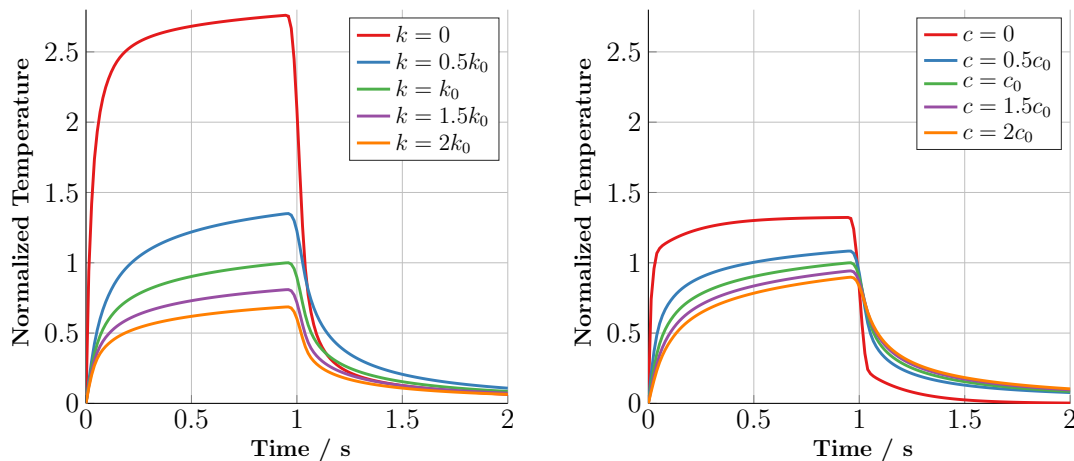 0
0.5
1
1.5
2
0
0.5
1
1.5
2
2.5
Time / s
Normalized Temperature
k = 0
k = 0.5k₀
k = k₀
k = 1.5k₀
k = 2k₀
0
0.5
1
1.5
2
0
0.5
1
1.5
2
2.5
Time / s
Normalized Temperature
c = 0
c = 0.5c₀
c = c₀
c = 1.5c₀
c = 2c₀